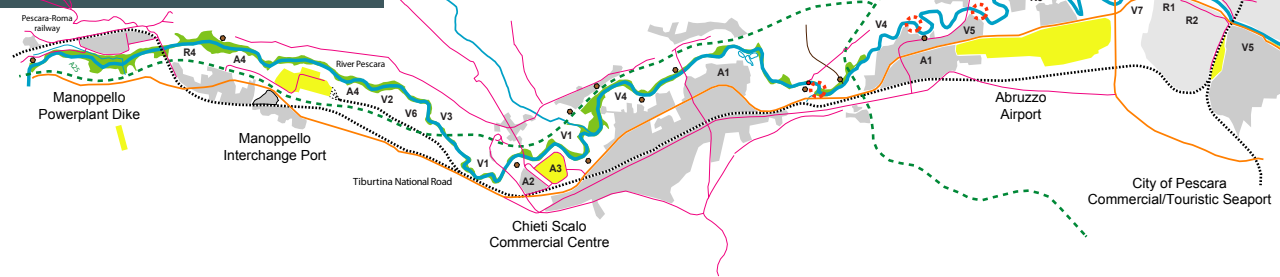 Pescara-Roma
railway
A25
R4
A4
River Pescara
A4
V2
V6
V3
Manoppello
Powerplant Dike
Manoppello
Interchange Port
Tiburtina National Road
V1
A2
A3
V1
V4
A1
Chieti Scalo
Commercial Centre
V4
V5
A1
Abruzzo
Airport
V7
R1
R2
V5
City of Pescara
Commercial/Touristic Seaport